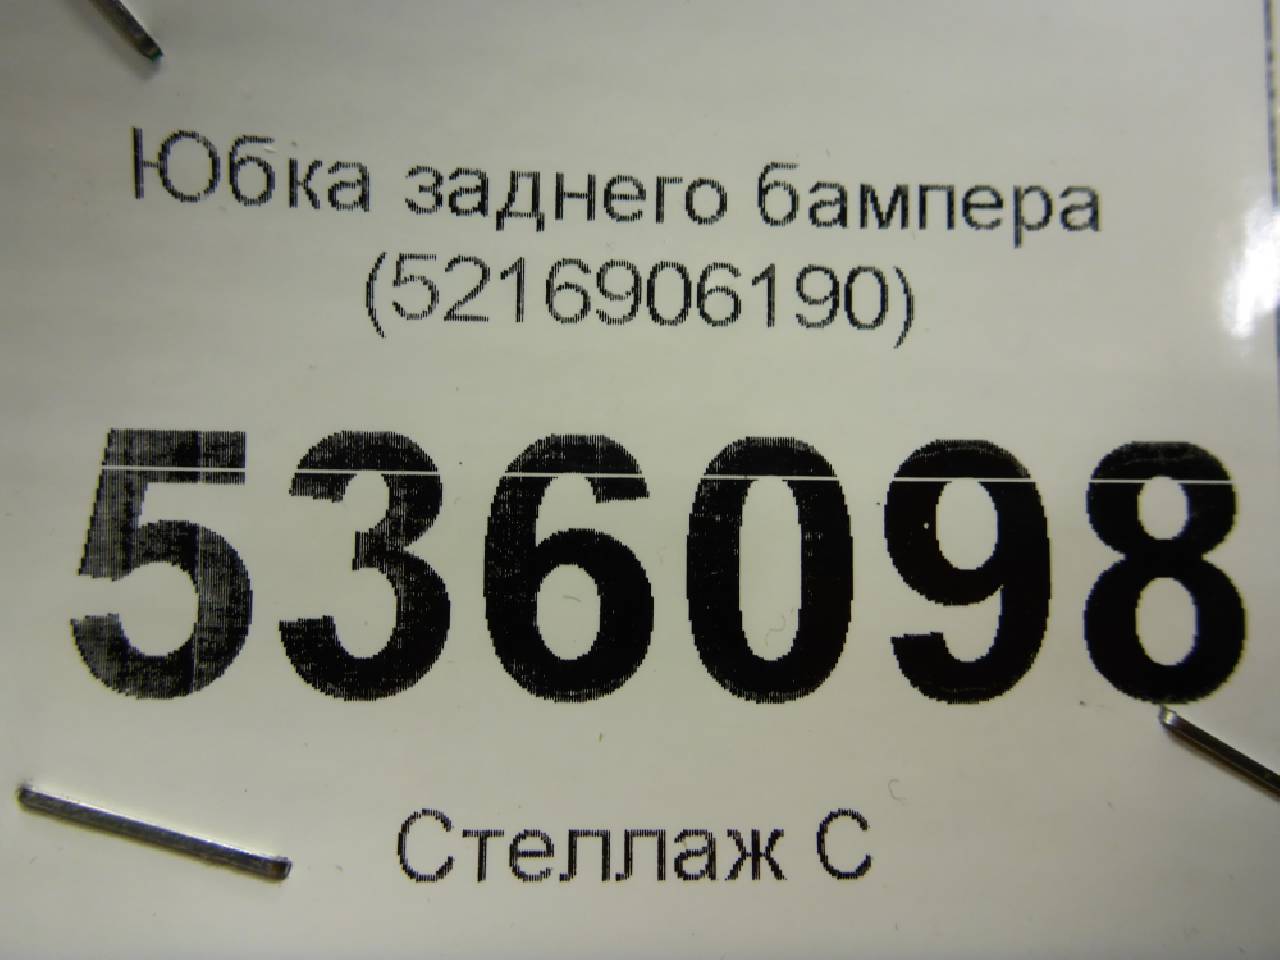 Юбка заднего бампера
(5216906190)
536098
Стеллаж С